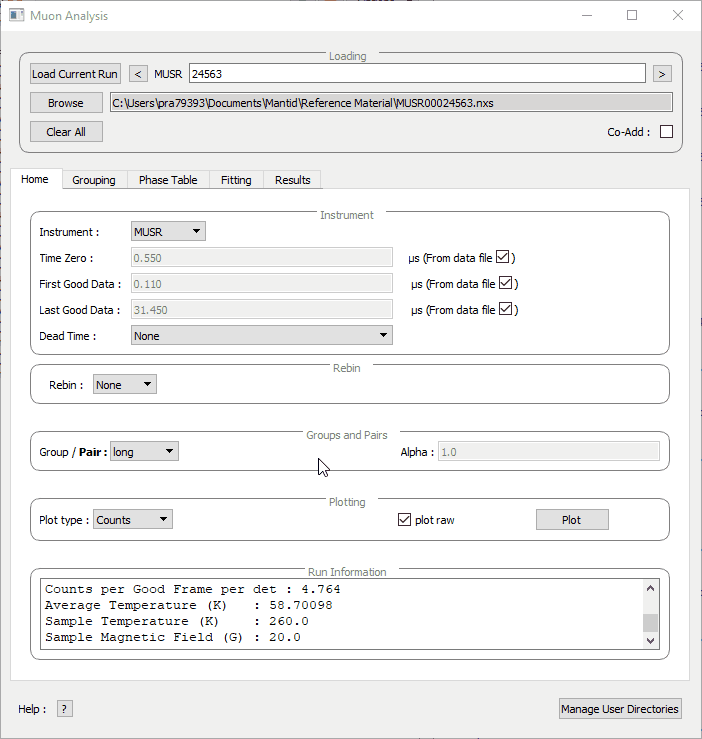 Muon Analysis
Loading
Load Current Run < MUSR 24563 >
Browse C:\Users\pra79393\Documents\Mantid\Reference Material\MUSR00024563.nxs
Clear All Co-Add :
Home Grouping Phase Table Fitting Results
Instrument
Instrument : MUSR
Time Zero : 0.550 µs (From data file )
First Good Data : 0.110 µs (From data file )
Last Good Data : 31.450 µs (From data file )
Dead Time : None
Rebin
Rebin : None
Groups and Pairs
Group / Pair : long Alpha : 1.0
Plotting
Plot type : Counts plot raw Plot
Run Information
Counts per Good Frame per det : 4.764
Average Temperature (K) : 58.70098
Sample Temperature (K) : 260.0
Sample Magnetic Field (G) : 20.0
Help : ? Manage User Directories